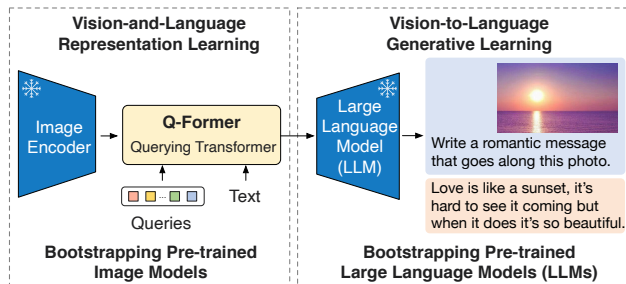 Vision-and-Language
Representation Learning
Image
Encoder
Q-Former
Querying Transformer
...
Queries
Text
Bootstrapping Pre-trained
Image Models
Vision-to-Language
Generative Learning
Large
Language
Model
(LLM)
Write a romantic message
that goes along this photo.
Love is like a sunset, it's
hard to see it coming but
when it does it's so beautiful.
Bootstrapping Pre-trained
Large Language Models (LLMs)